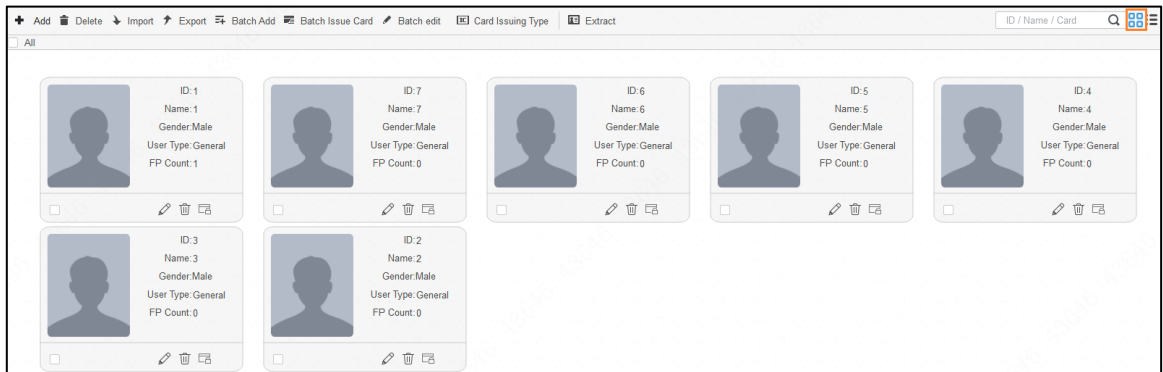 Add Delete Import Export Batch Add Batch Issue Card Batch edit Card Issuing Type Extract ID / Name / Card
All
ID:1
Name:1
Gender:Male
User Type:General
FP Count:1
ID:7
Name:7
Gender:Male
User Type:General
FP Count:0
ID:6
Name:6
Gender:Male
User Type:General
FP Count:0
ID:5
Name:5
Gender:Male
User Type:General
FP Count:0
ID:4
Name:4
Gender:Male
User Type:General
FP Count:0
ID:3
Name:3
Gender:Male
User Type:General
FP Count:0
ID:2
Name:2
Gender:Male
User Type:General
FP Count:0